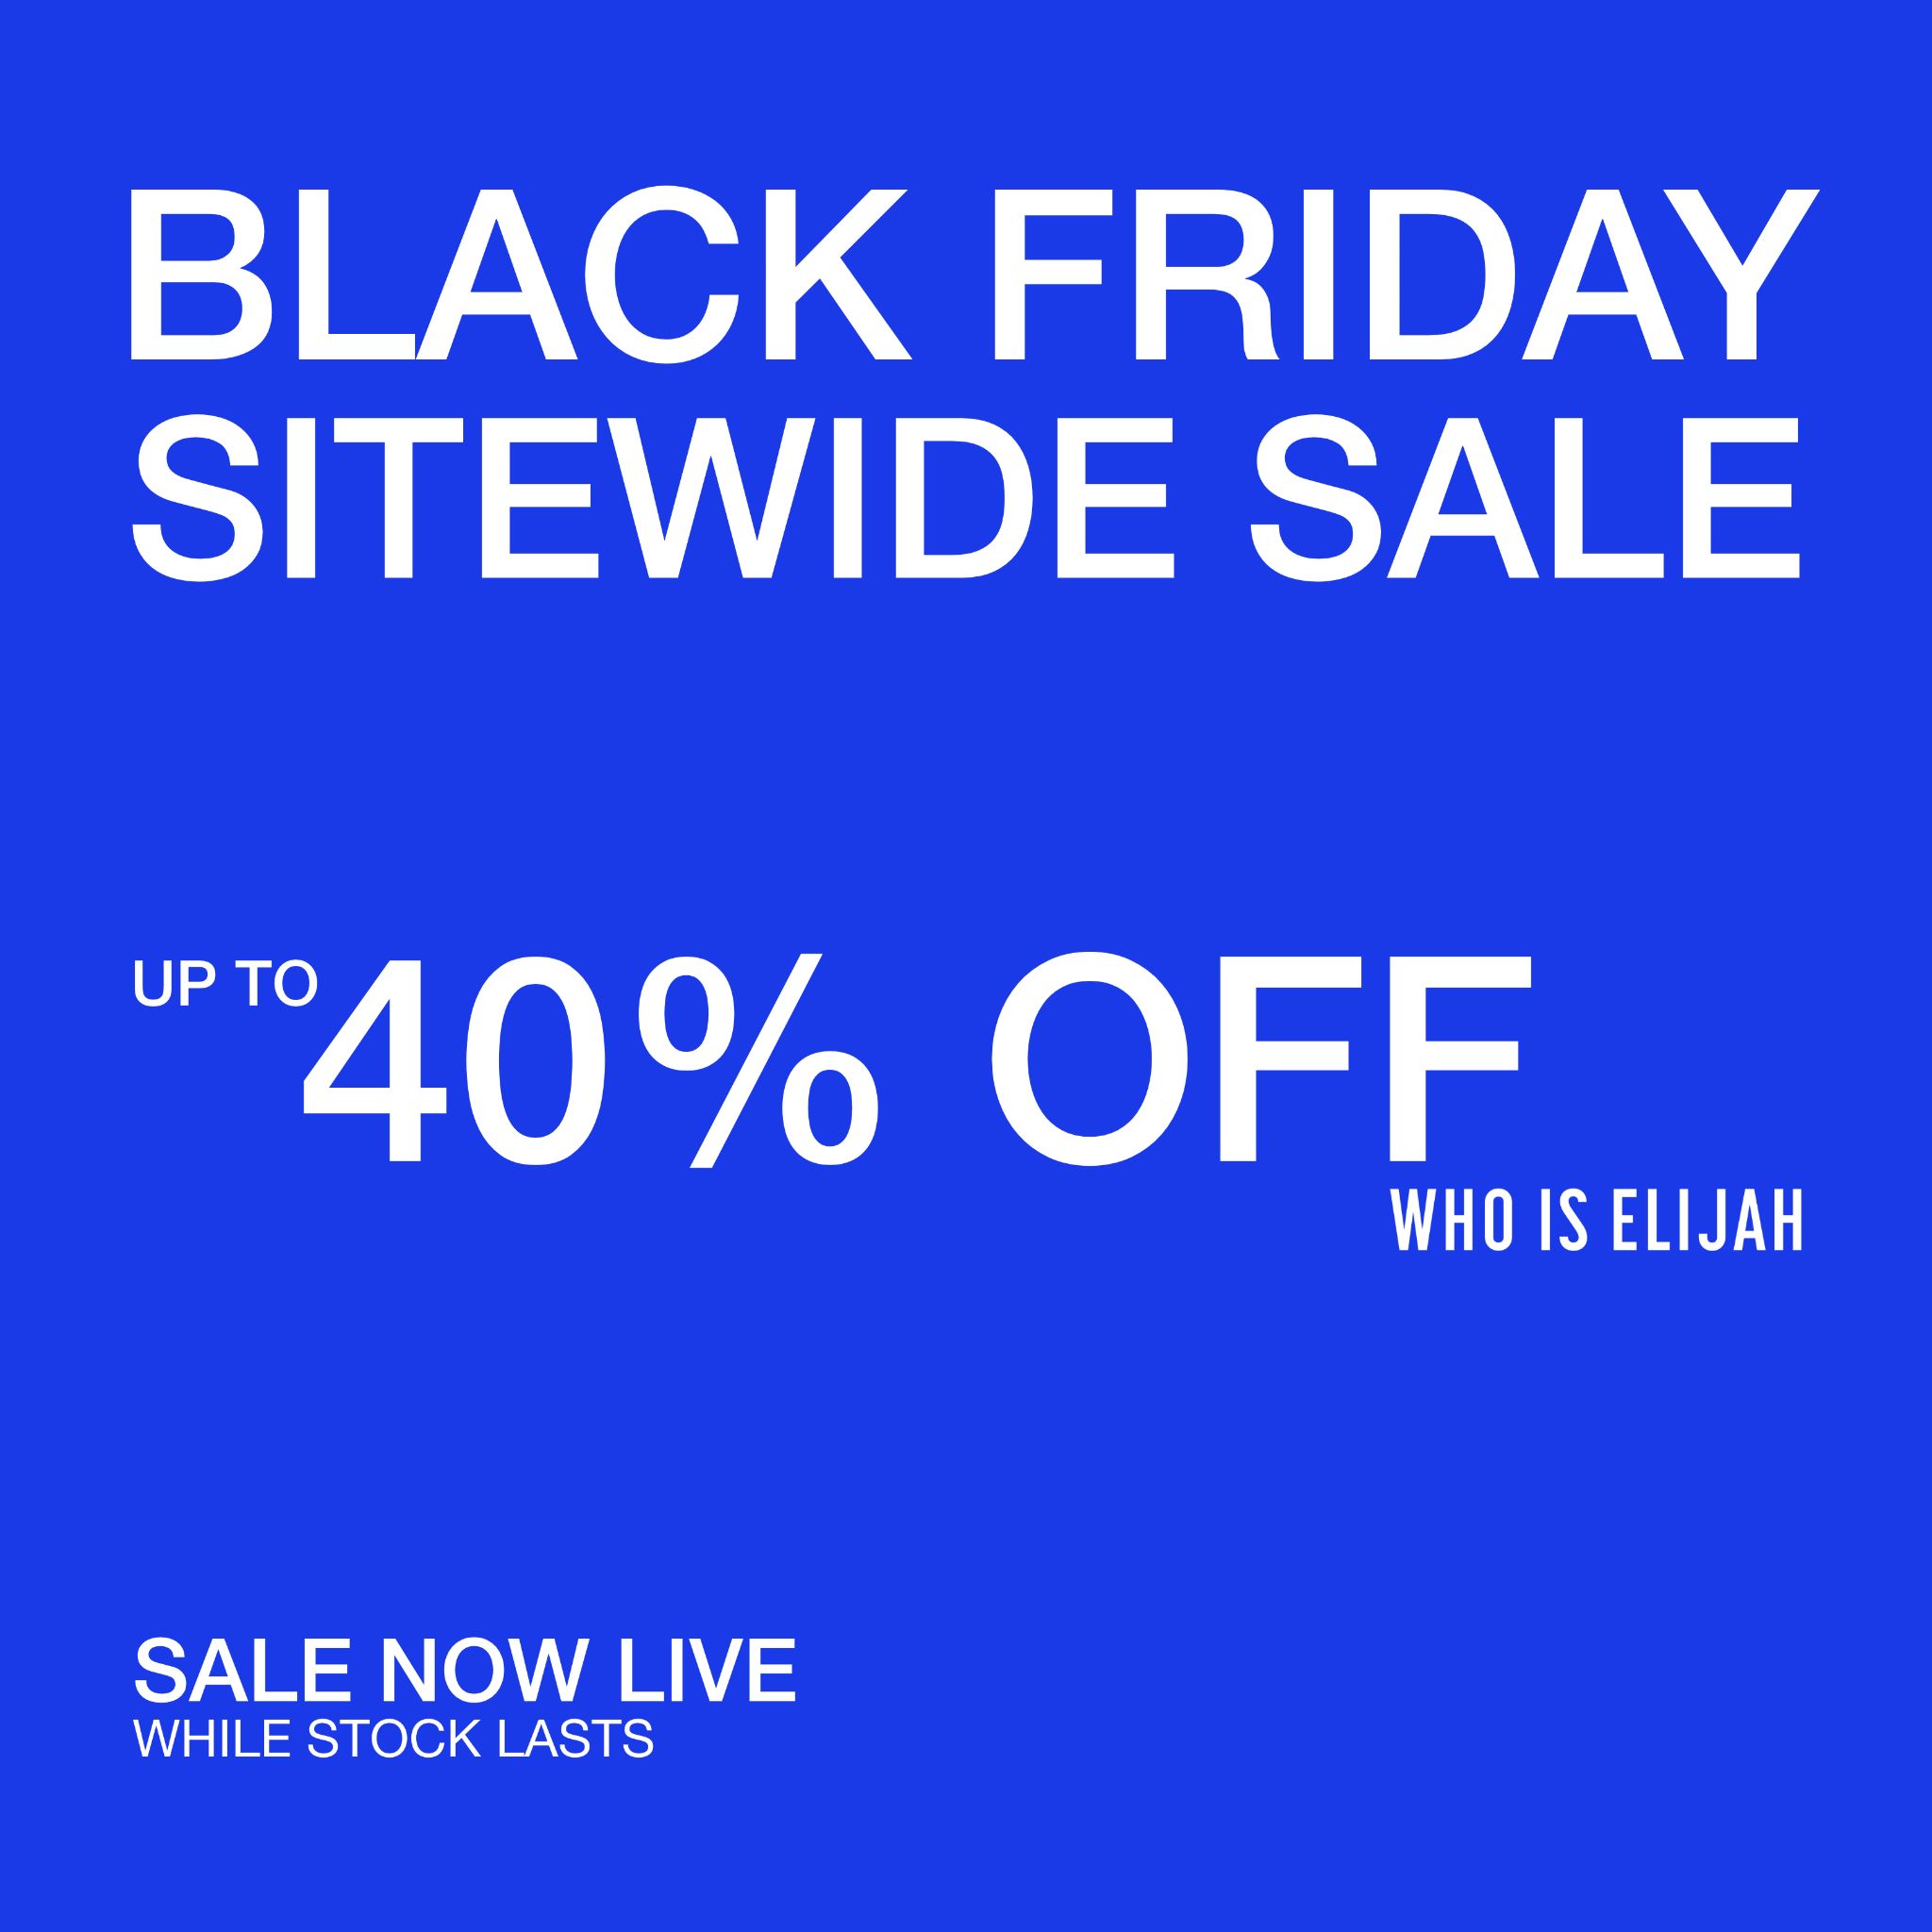 BLACK FRIDAY
SITEWIDE SALE
UP TO 40% OFF
WHO IS ELIJAH
SALE NOW LIVE
WHILE STOCK LASTS